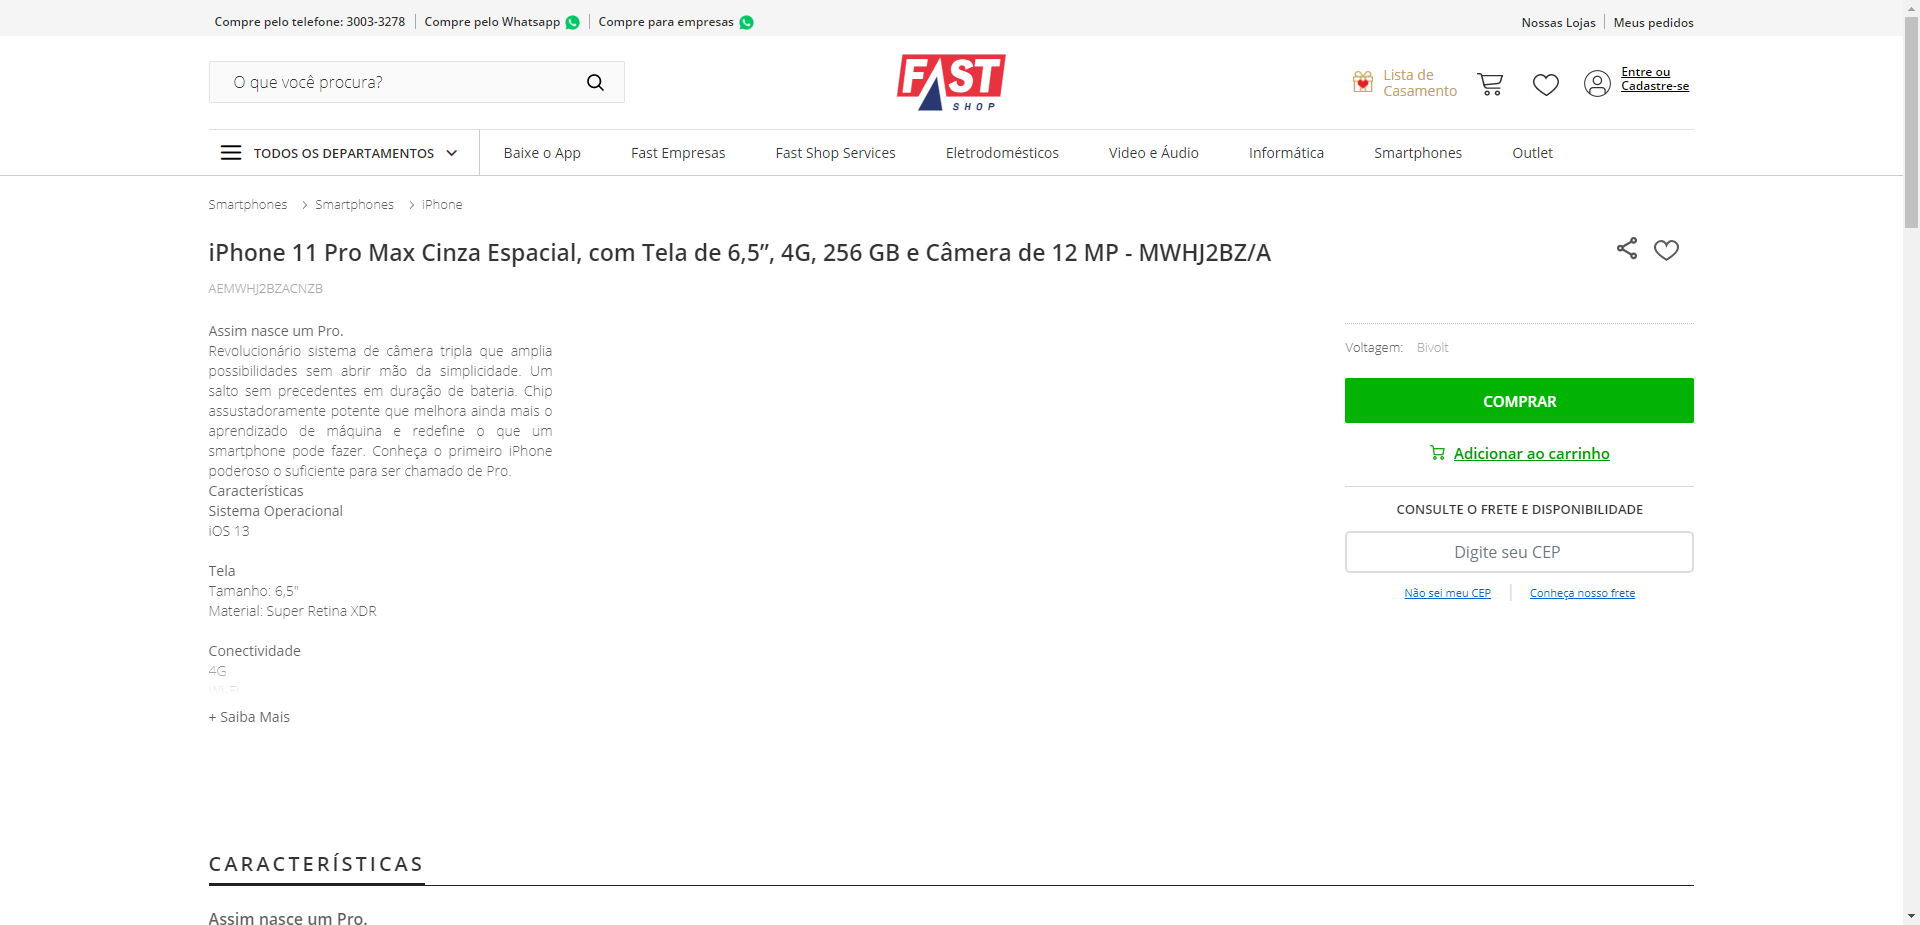 Compre pelo telefone: 3003-3278
Compre pelo Whatsapp
Compre para empresas
Nossas Lojas
Meus pedidos
O que você procura?
FAST
SHOP
Lista de
Casamento
Entre ou
Cadastre-se
TODOS OS DEPARTAMENTOS
Baixe o App
Fast Empresas
Fast Shop Services
Eletrodomésticos
Video e Áudio
Informática
Smartphones
Outlet
Smartphones > Smartphones > iPhone
iPhone 11 Pro Max Cinza Espacial, com Tela de 6,5”, 4G, 256 GB e Câmera de 12 MP - MWHJ2BZ/A
AEMWHJ2BZACNZB
Assim nasce um Pro.
Revolucionário sistema de câmera tripla que amplia
possibilidades sem abrir mão da simplicidade. Um
salto sem precedentes em duração de bateria. Chip
assustadoramente potente que melhora ainda mais o
aprendizado de máquina e redefine o que um
smartphone pode fazer. Conheça o primeiro iPhone
poderoso o suficiente para ser chamado de Pro.
Características
Sistema Operacional
iOS 13
Tela
Tamanho: 6,5"
Material: Super Retina XDR
Conectividade
4G
Wi-Fi
+ Saiba Mais
Voltagem: Bivolt
COMPRAR
Adicionar ao carrinho
CONSULTE O FRETE E DISPONIBILIDADE
Digite seu CEP
Não sei meu CEP
Conheça nosso frete
CARACTERÍSTICAS
Assim nasce um Pro.